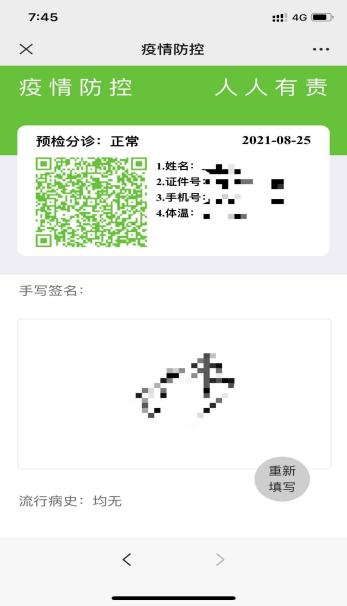 7:45
4G
疫情防控
疫情防控 人人有责
预检分诊：正常 2021-08-25
1.姓名：
2.证件号：
3.手机号：
4.体温：
手写签名：
重新
填写
流行病史：均无